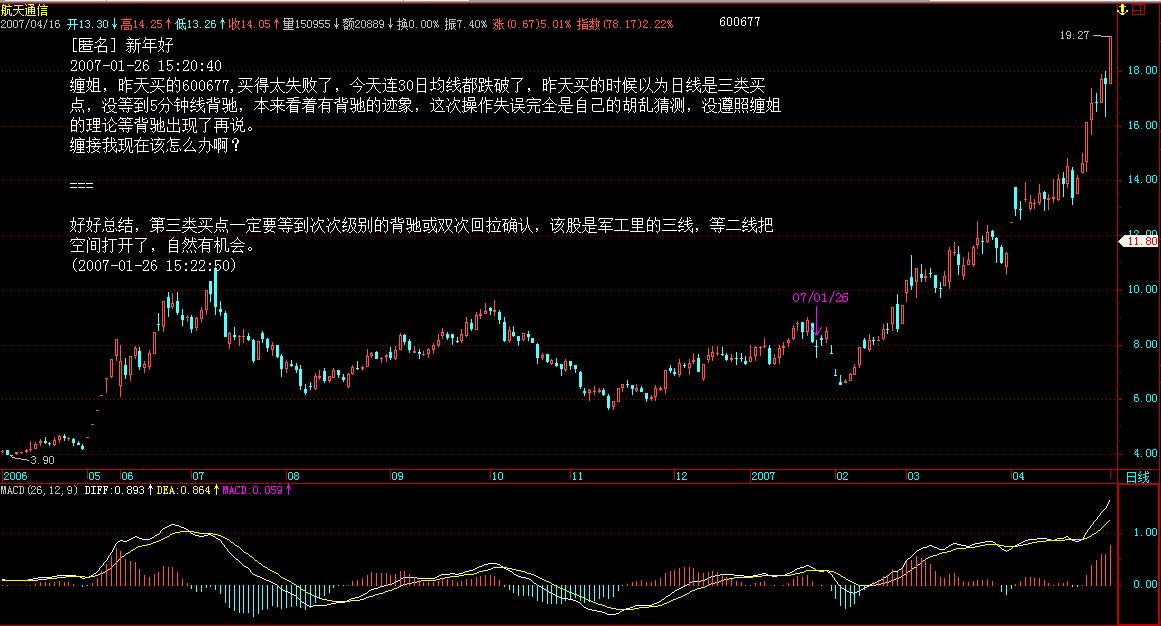 航天通信
2007/04/16 开13.30↓高14.25↑低13.26↑收14.05↑量150955↓额20889↓换0.00% 振7.40% 涨(0.67)5.01% 指数(78.17)2.22%
600677
[匿名] 新年好
2007-01-26 15:20:40
缠姐，昨天买的600677,买得太失败了，今天连30日均线都跌破了，昨天买的时候以为日线是三类买
点，没等到5分钟线背驰，本来看着有背驰的迹象，这次操作失误完全是自己的胡乱猜测，没遵照缠姐
的理论等背驰出现了再说。
缠接我现在该怎么办啊？
===
好好总结，第三类买点一定要等到次次级别的背驰或双次回拉确认，该股是军工里的三线，等二线把
空间打开了，自然有机会。
(2007-01-26 15:22:50)
19.27
18.00
16.00
14.00
12.00
11.80
10.00
8.00
6.00
4.00
07/01/26
3.90
2006 05 06 07 08 09 10 11 12 2007 02 03 04 日线
MACD(26,12,9) DIFF:0.893↑DEA:0.864↑MACD:0.059↑
1.00
0.00